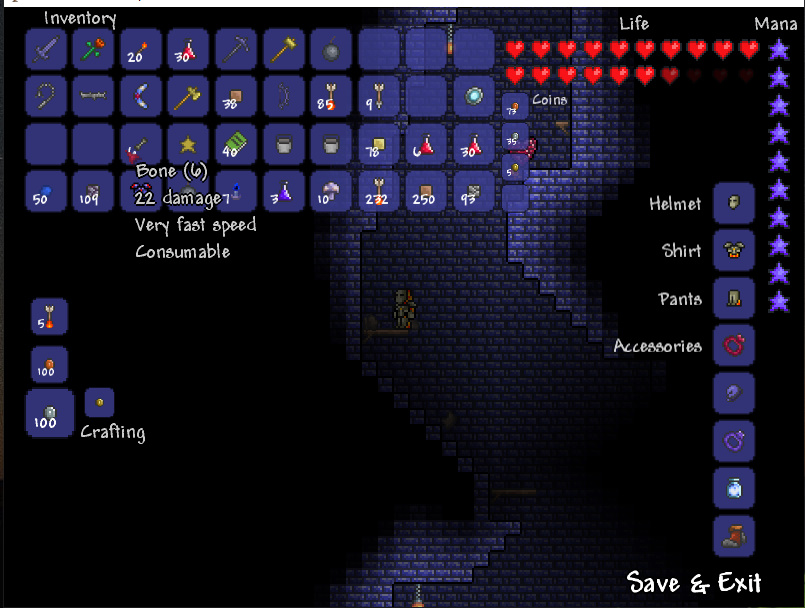 Inventory
Life
Mana
20
30
38
85
9
Coins
73
40
78
6
30
35
5
Bone (6)
50
109
22 damage
7
3
10
232
250
93
Very fast speed
Consumable
Helmet
Shirt
5
Pants
Accessories
100
100
Crafting
Save & Exit